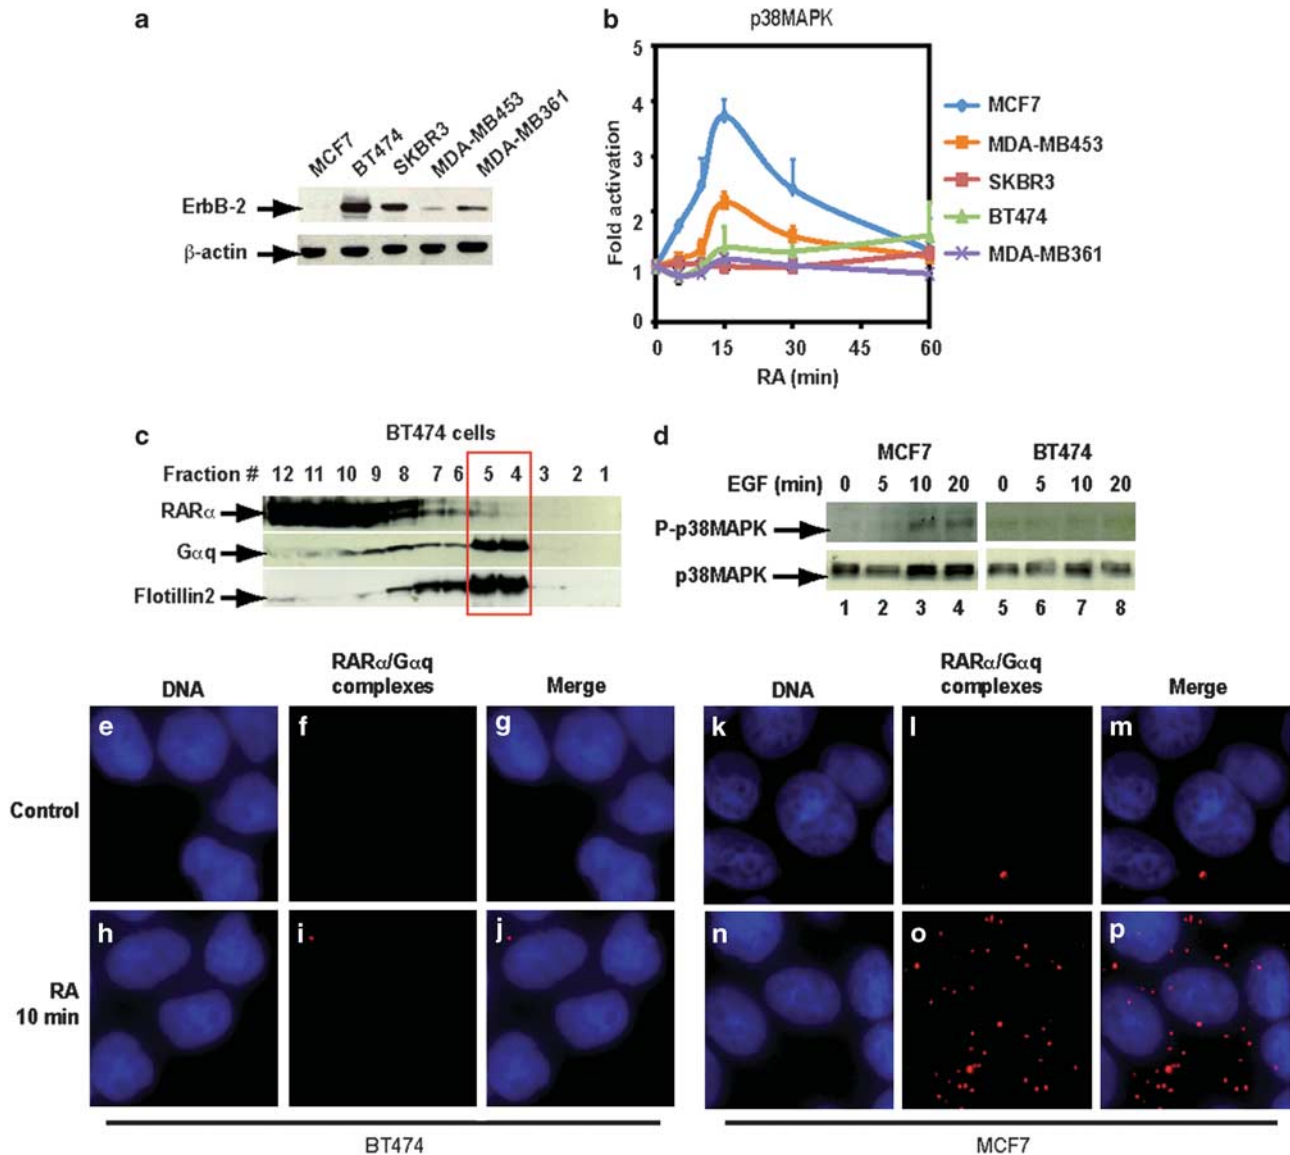 a
MCF7
BT474
SKBR3
MDA-MB453
MDA-MB361
ErbB-2
β-actin
b
p38MAPK
Fold activation
5
4
3
2
1
0
0 15 30 45 60
RA (min)
MCF7
MDA-MB453
SKBR3
BT474
MDA-MB361
c
BT474 cells
Fraction # 12 11 10 9 8 7 6 5 4 3 2 1
RARα
Gαq
Flotillin2
d
MCF7 BT474
EGF (min) 0 5 10 20 0 5 10 20
P-p38MAPK
p38MAPK
1 2 3 4 5 6 7 8
DNA
RARα/Gαq
complexes
Merge
DNA
RARα/Gαq
complexes
Merge
Control
e f g k l m
RA
10 min
h i j n o p
BT474
MCF7